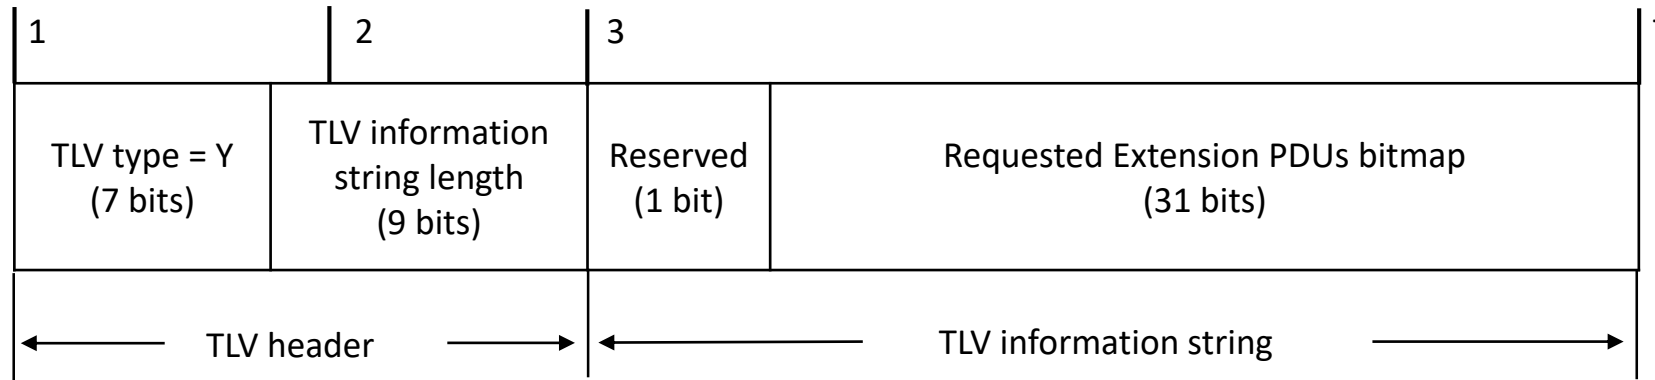 1
2
3
TLV type = Y
(7 bits)
TLV information
string length
(9 bits)
Reserved
(1 bit)
Requested Extension PDUs bitmap
(31 bits)
TLV header
TLV information string